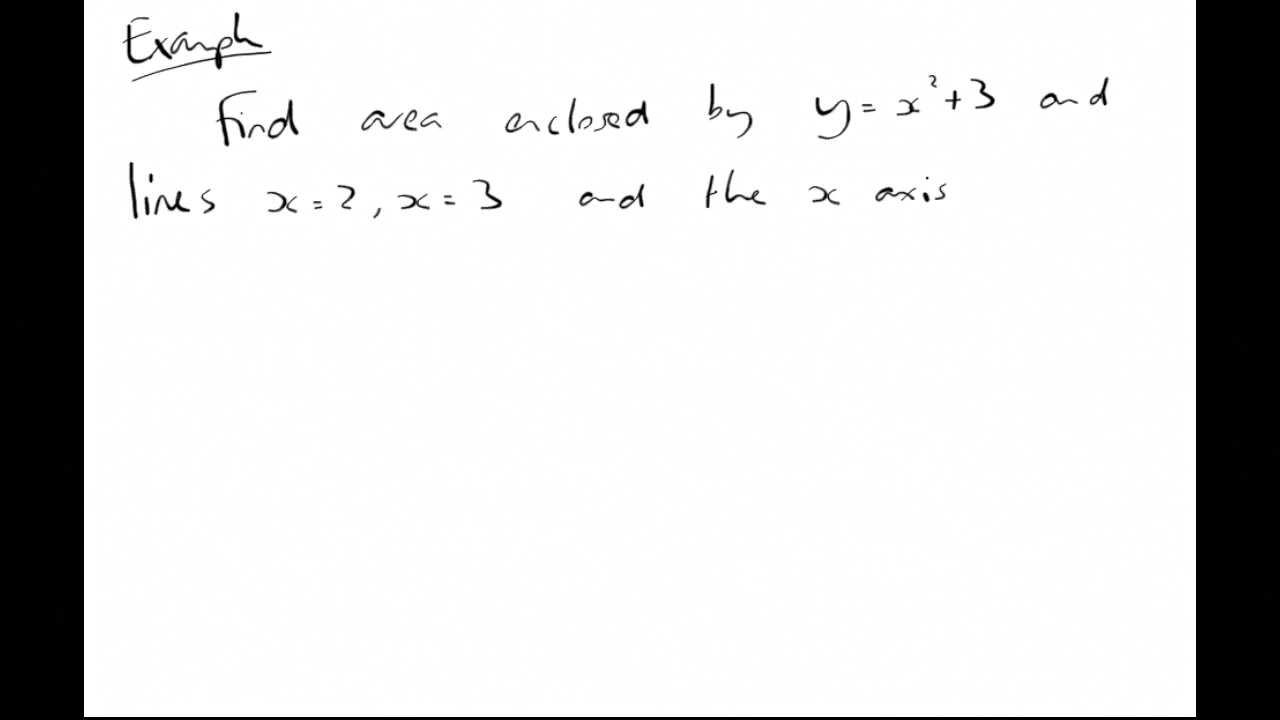 Example
Find area enclosed by y = x² + 3 and
lines x = 2, x = 3 and the x axis